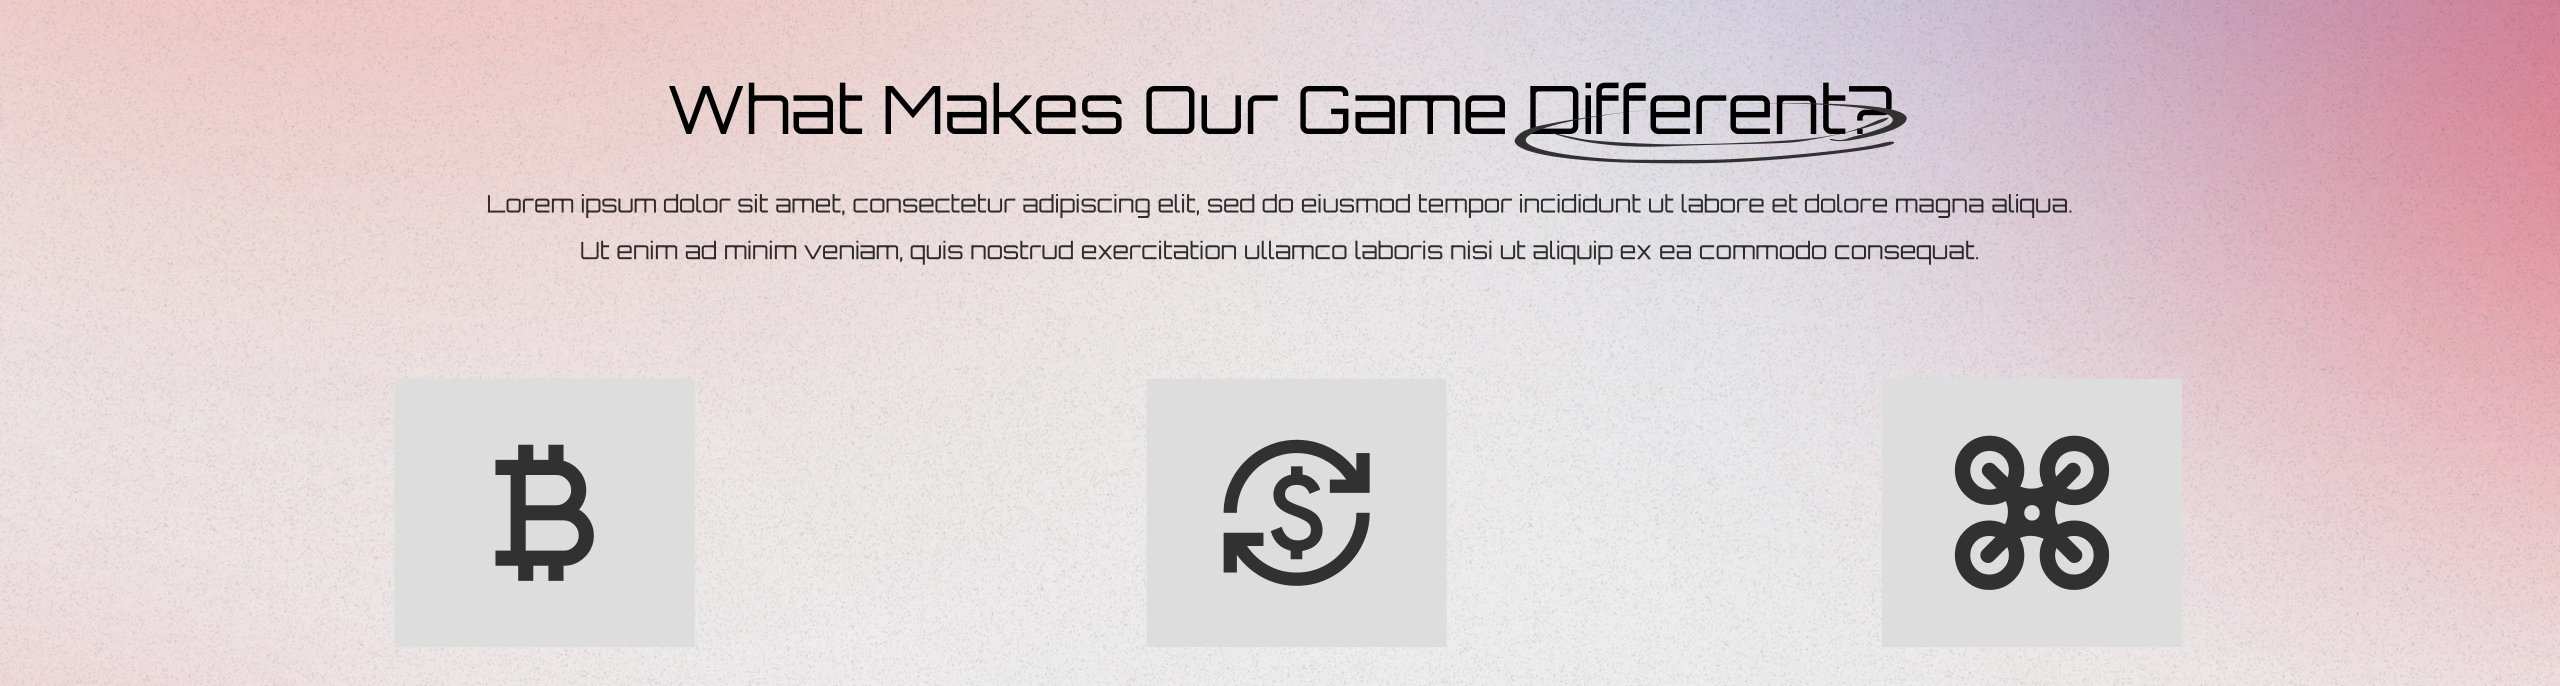 What Makes Our Game Different?
Lorem ipsum dolor sit amet, consectetur adipiscing elit, sed do eiusmod tempor incididunt ut labore et dolore magna aliqua.
Ut enim ad minim veniam, quis nostrud exercitation ullamco laboris nisi ut aliquip ex ea commodo consequat.